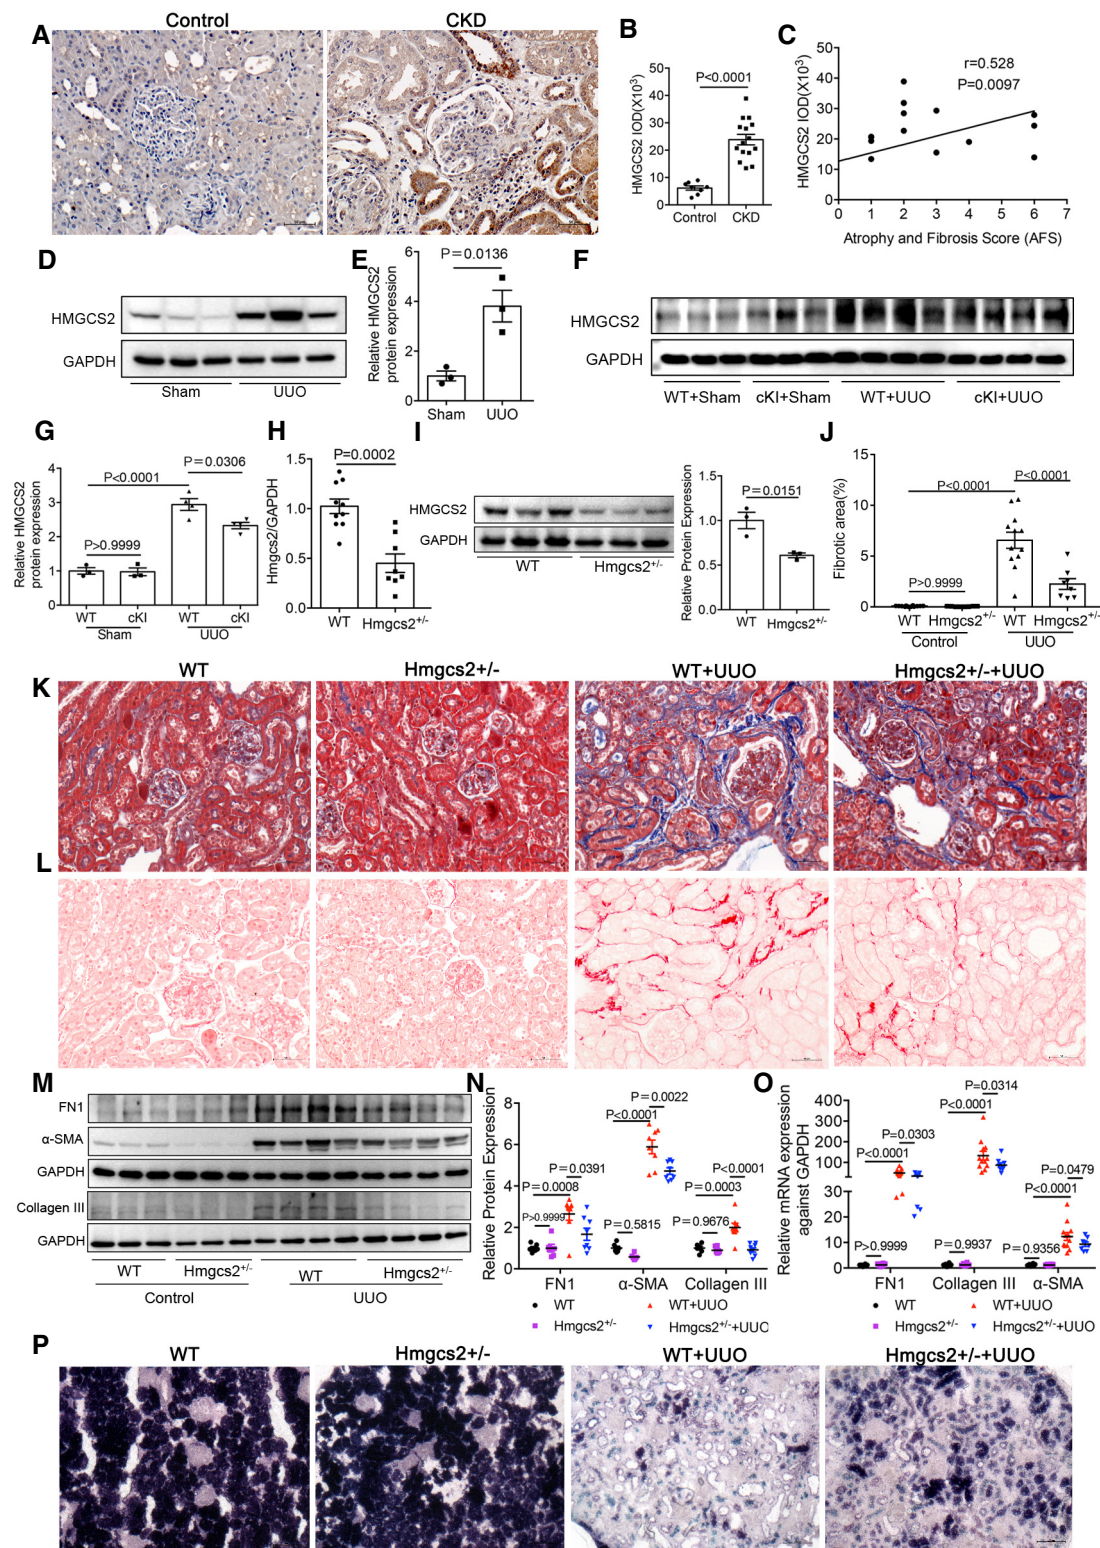 A
Control
CKD
B
HMGCS2 IOD(X10³)
50
40
30
20
10
0
P<0.0001
Control
CKD
C
HMGCS2 IOD(X10³)
50
40
30
20
10
0
r=0.528
P=0.0097
0 1 2 3 4 5 6 7
Atrophy and Fibrosis Score (AFS)
D
HMGCS2
GAPDH
Sham
UUO
E
Relative HMGCS2
protein expression
6
4
2
0
P=0.0136
Sham
UUO
F
HMGCS2
GAPDH
WT+Sham
cKI+Sham
WT+UUO
cKI+UUO
G
Relative HMGCS2
protein expression
4
3
2
1
0
P=0.0306
P<0.0001
P>0.9999
WT cKI WT cKI
Sham UUO
H
Hmgcs2/GAPDH
1.5
1.0
0.5
0.0
P=0.0002
WT Hmgcs2+/-
I
HMGCS2
GAPDH
WT
Hmgcs2+/-
Relative Protein Expression
1.5
1.0
0.5
0.0
P=0.0151
WT Hmgcs2+/-
J
Fibrotic area(%)
15
10
5
0
P<0.0001
P<0.0001
P>0.9999
WT Hmgcs2+/- WT Hmgcs2+/-
Control UUO
WT
Hmgcs2+/-
WT+UUO
Hmgcs2+/-+UUO
K
L
M
FN1
α-SMA
GAPDH
Collagen III
GAPDH
WT Hmgcs2+/- WT Hmgcs2+/-
Control UUO
N
Relative Protein Expression
8
6
4
2
0
P=0.0022
P<0.0001
P=0.0391
P<0.0001
P=0.0008
P=0.0003
P>0.9999
P=0.5815
P=0.9676
FN1 α-SMA Collagen III
WT
WT+UUO
Hmgcs2+/-
Hmgcs2+/-+UUO
O
Relative mRNA expression
against GAPDH
400
300
200
100
30
20
10
0
P=0.0314
P<0.0001
P=0.0303
P<0.0001
P=0.0479
P<0.0001
P>0.9999
P=0.9937
P=0.9356
FN1 Collagen III α-SMA
WT
WT+UUO
Hmgcs2+/-
Hmgcs2+/-+UUO
P
WT
Hmgcs2+/-
WT+UUO
Hmgcs2+/-+UUO